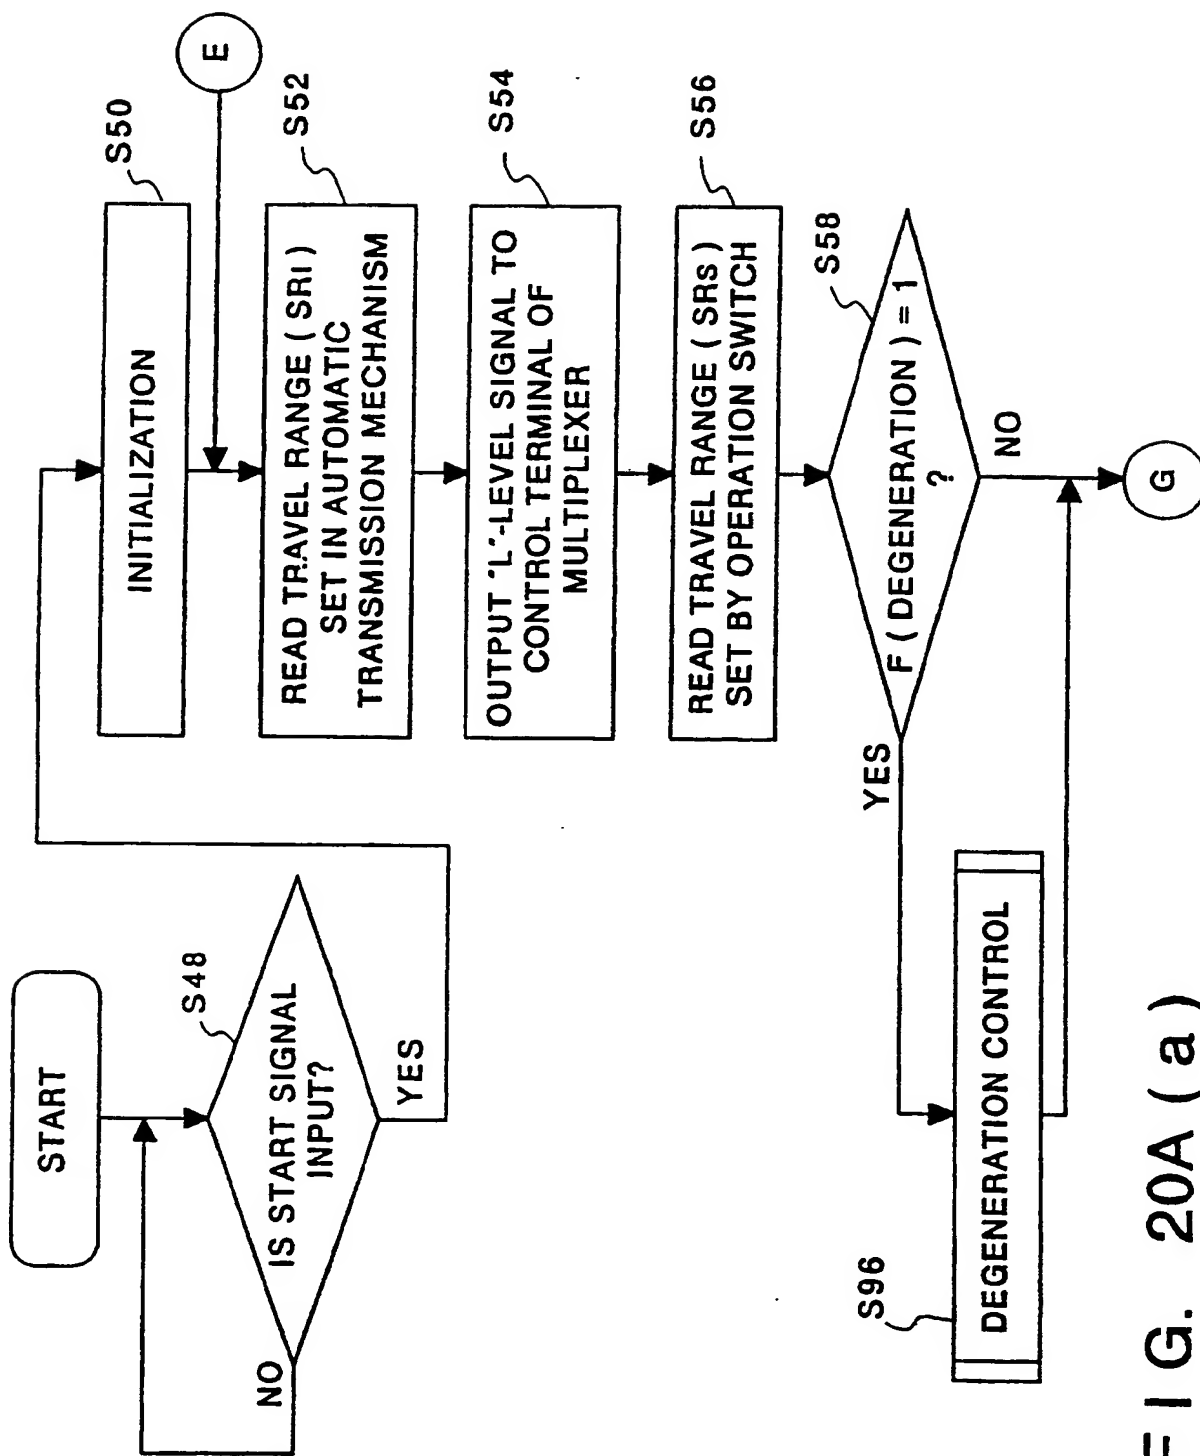 START
S48
IS START SIGNAL
INPUT?
NO
YES
S50
INITIALIZATION
E
S52
READ TRAVEL RANGE ( SRI )
SET IN AUTOMATIC
TRANSMISSION MECHANISM
S54
OUTPUT "L"-LEVEL SIGNAL TO
CONTROL TERMINAL OF
MULTIPLEXER
S56
READ TRAVEL RANGE ( SRs )
SET BY OPERATION SWITCH
S58
F ( DEGENERATION ) = 1
?
YES
NO
S96
DEGENERATION CONTROL
G
FIG. 20A ( a )